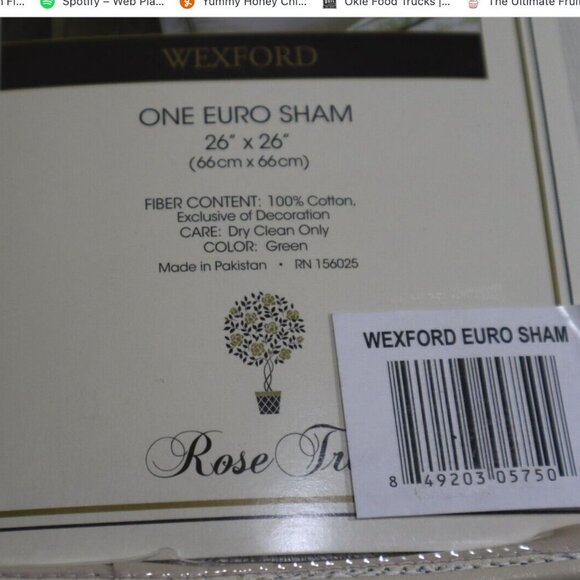 Spotify – Web Pla...
Yummy Honey Chi...
Okie Food Trucks |...
The Ultimate Fruit
WEXFORD
ONE EURO SHAM
26" x 26"
(66cm x 66cm)
FIBER CONTENT: 100% Cotton,
Exclusive of Decoration
CARE: Dry Clean Only
COLOR: Green
Made in Pakistan • RN 156025
WEXFORD EURO SHAM
8 49203 05750
Rose